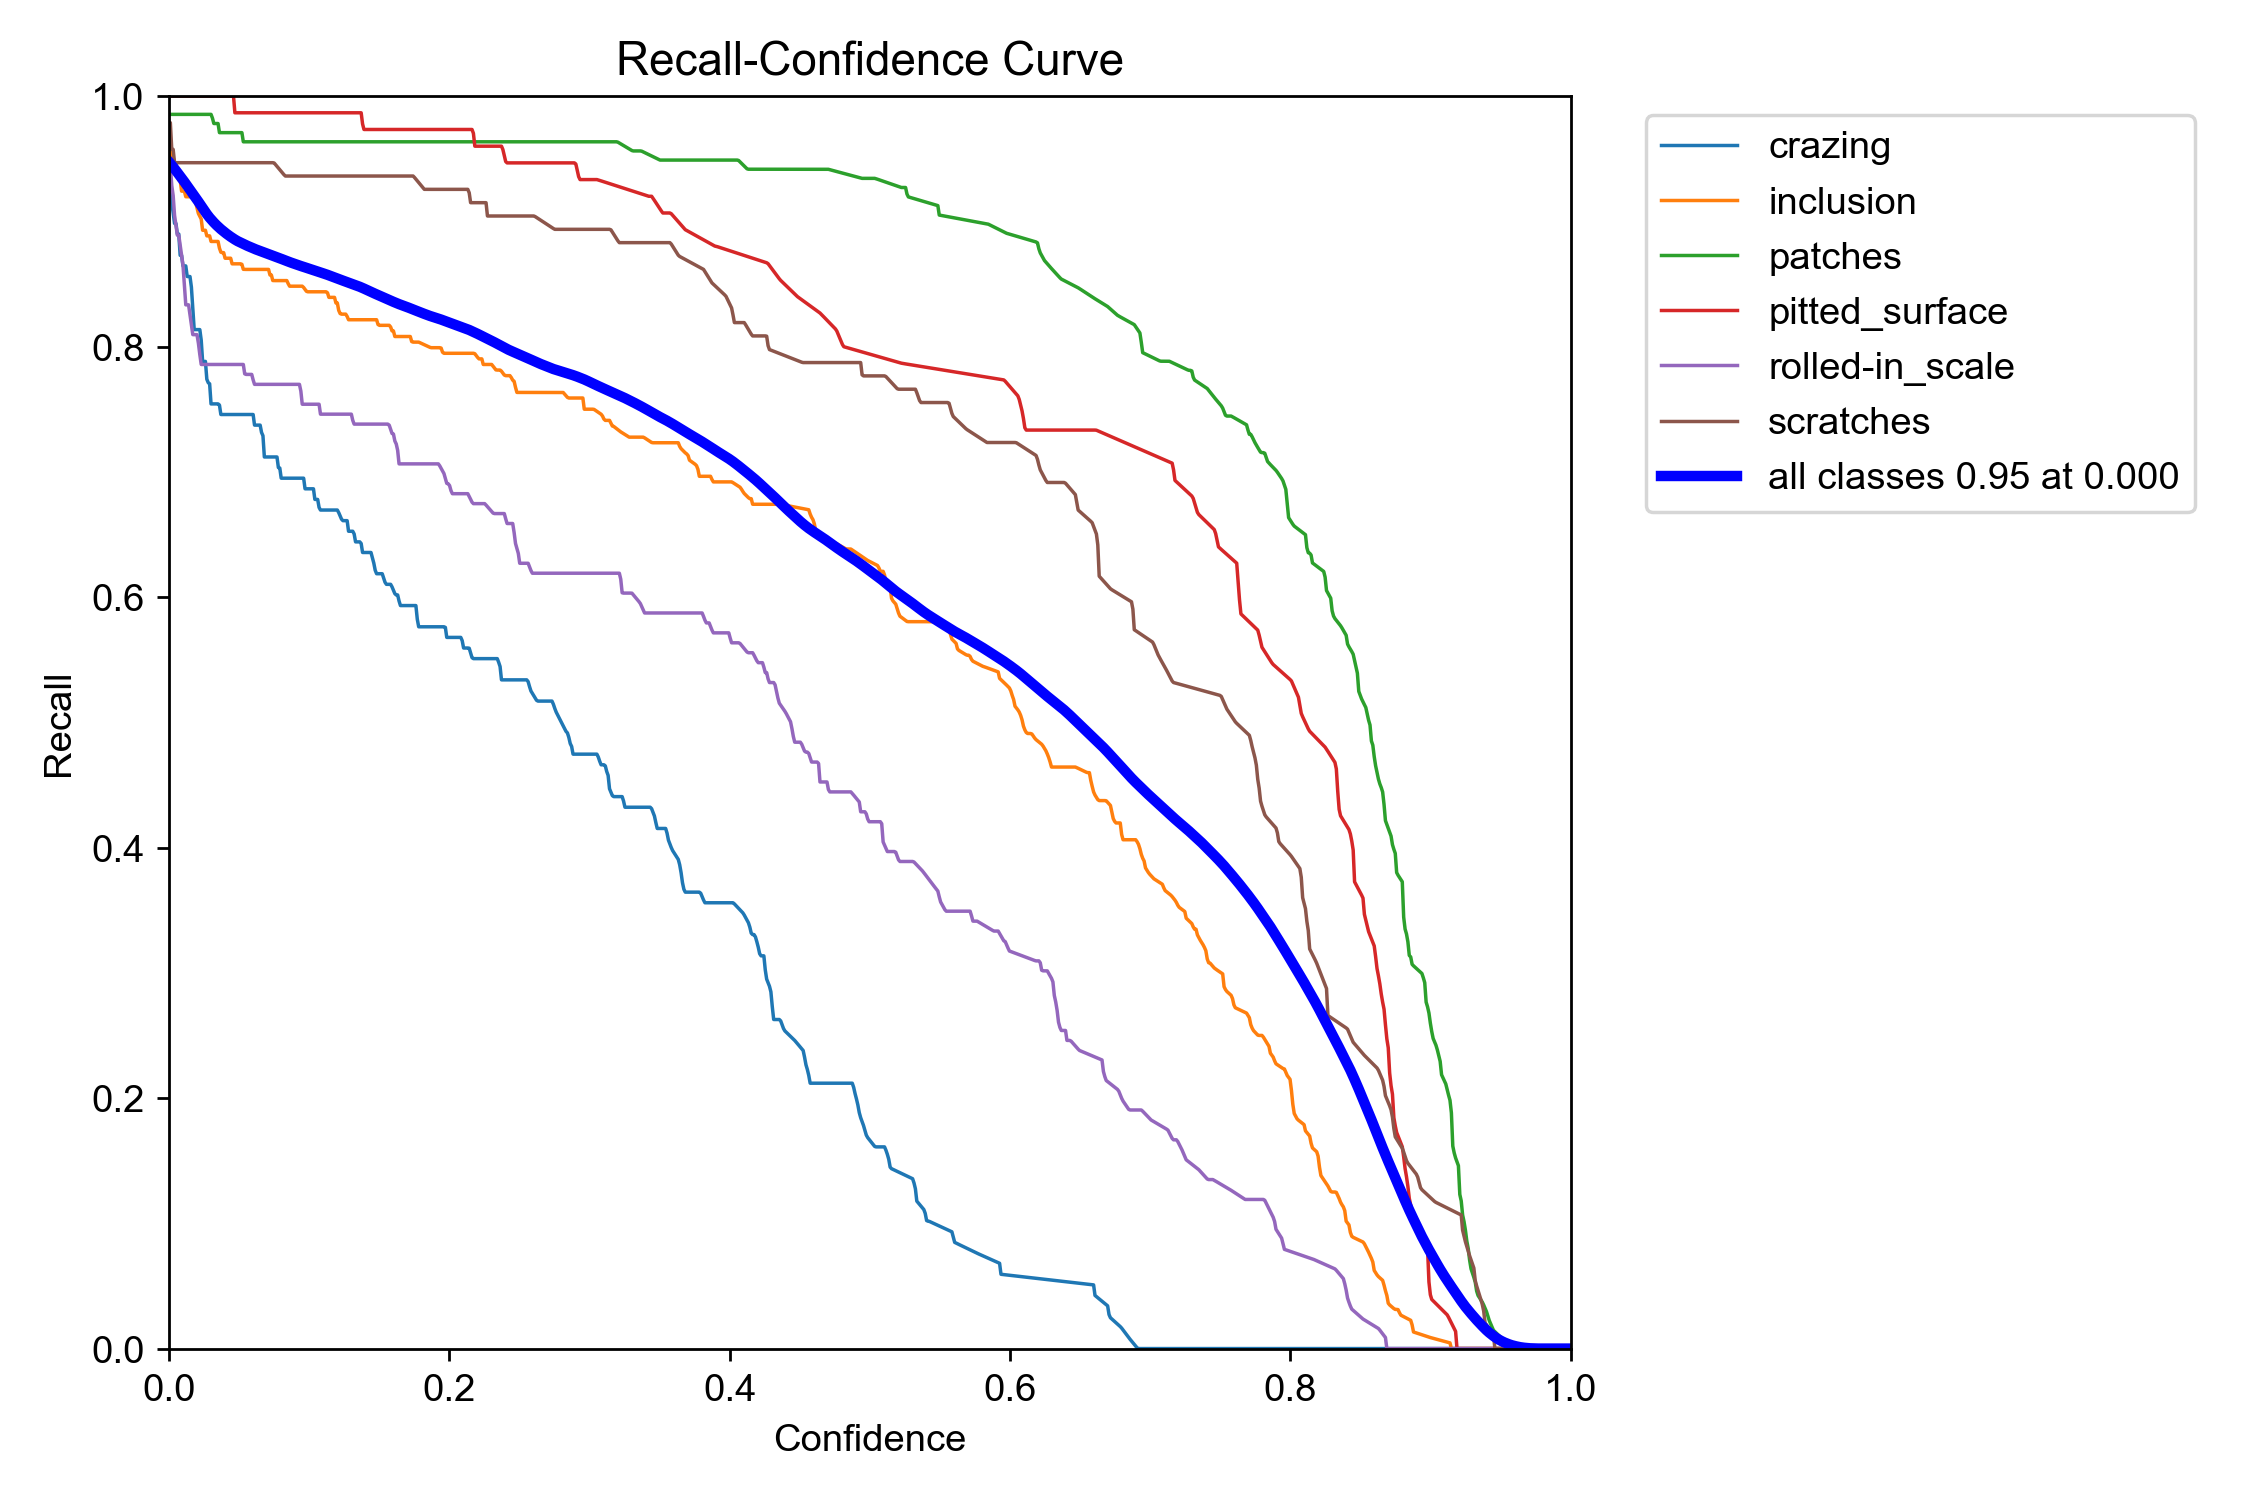 Recall-Confidence Curve
1.0
0.8
0.6
0.4
0.2
0.0
Recall
0.0 0.2 0.4 0.6 0.8 1.0
Confidence
crazing
inclusion
patches
pitted_surface
rolled-in_scale
scratches
all classes 0.95 at 0.000